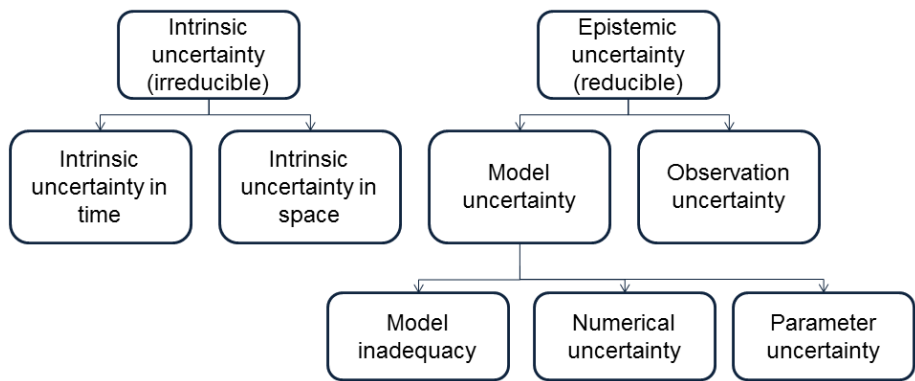 Intrinsic
uncertainty
(irreducible)
Epistemic
uncertainty
(reducible)
Intrinsic
uncertainty in
time
Intrinsic
uncertainty in
space
Model
uncertainty
Observation
uncertainty
Model
inadequacy
Numerical
uncertainty
Parameter
uncertainty